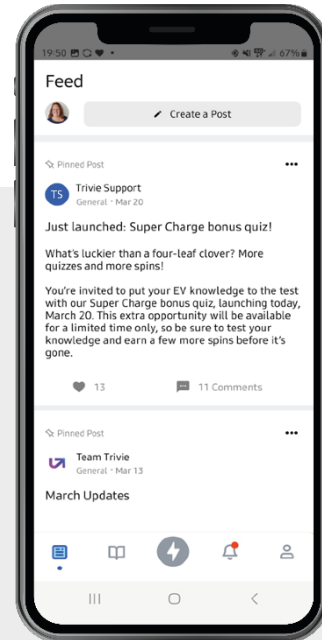 19:50
67%
Feed
Create a Post
Pinned Post
TS
Trivie Support
General • Mar 20
Just launched: Super Charge bonus quiz!
What's luckier than a four-leaf clover? More
quizzes and more spins!
You're invited to put your EV knowledge to the test
with our Super Charge bonus quiz, launching today,
March 20. This extra opportunity will be available
for a limited time only, so be sure to test your
knowledge and earn a few more spins before it's
gone.
13
11 Comments
Pinned Post
Team Trivie
General • Mar 13
March Updates